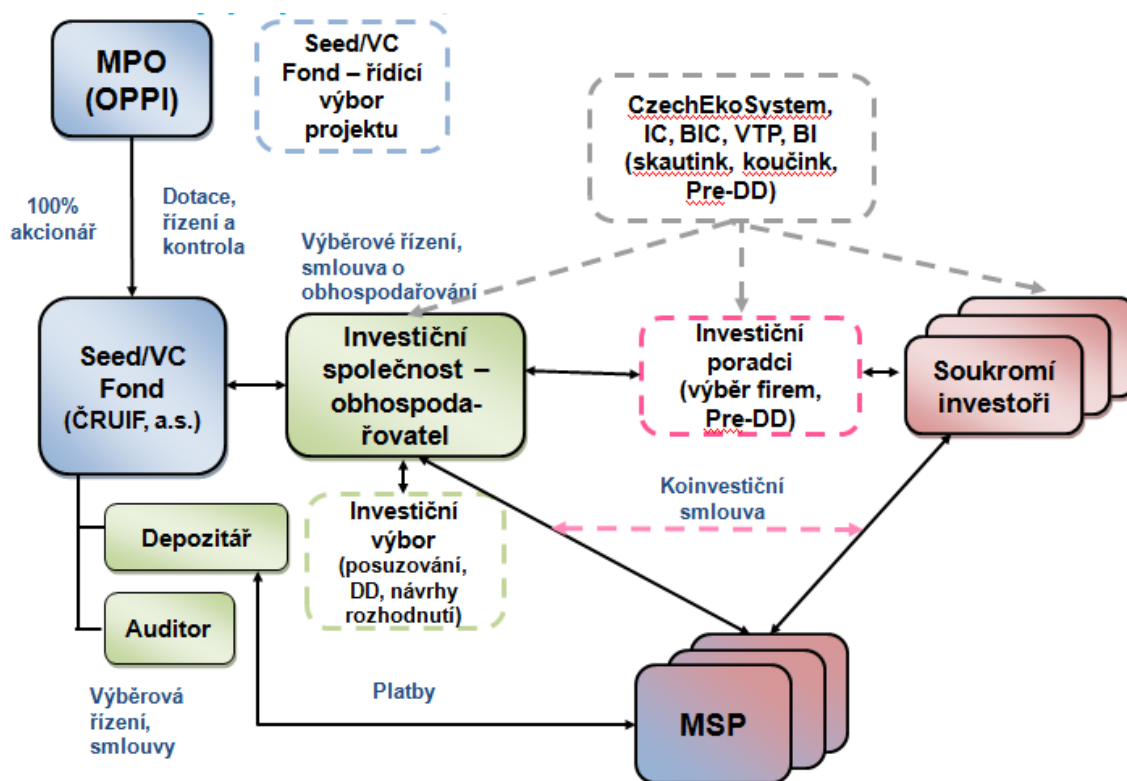 MPO
(OPPI)
Seed/VC
Fond – řídící
výbor
projektu
CzechEkoSystem,
IC, BIC, VTP, BI
(skautink, koučink,
Pre-DD)
100%
akcionář
Dotace,
řízení a
kontrola
Výběrové řízení,
smlouva o
obhospodařování
Seed/VC
Fond
(ČRUIF, a.s.)
Investiční
společnost –
obhospoda-
řovatel
Investiční
poradci
(výběr firem,
Pre-DD)
Soukromí
investoři
Koinvestiční
smlouva
Depozitář
Investiční
výbor
(posuzování,
DD, návrhy
rozhodnutí)
Auditor
Výběrová
řízení,
smlouvy
Platby
MSP